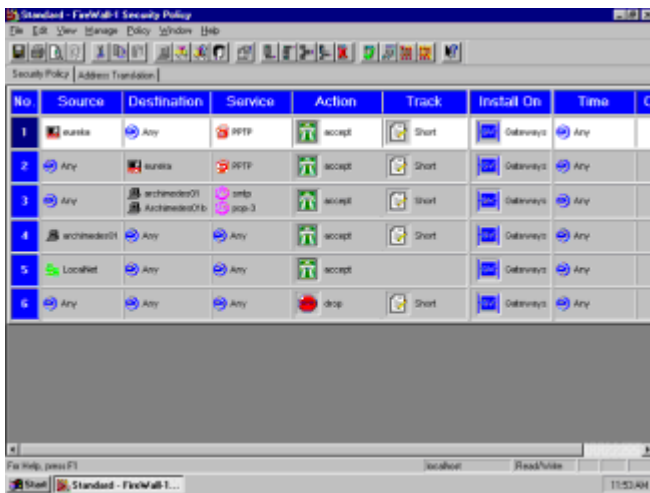 Standard - FireWall-1 Security Policy
File Edit View Manage Policy Window Help
Security Policy Address Translation
No. Source Destination Service Action Track Install On Time
1 eureka Any PPTP accept Short Gateways Any
2 Any eureka PPTP accept Short Gateways Any
3 Any archimedes01 smtp accept Short Gateways Any
Archimedes01b pop-3
4 archimedes01 Any Any accept Short Gateways Any
5 LocalNet Any Any accept Gateways Any
6 Any Any Any drop Short Gateways Any
For Help, press F1 localhost Read/Write
Start Standard - FireWall-1... 11:53 AM